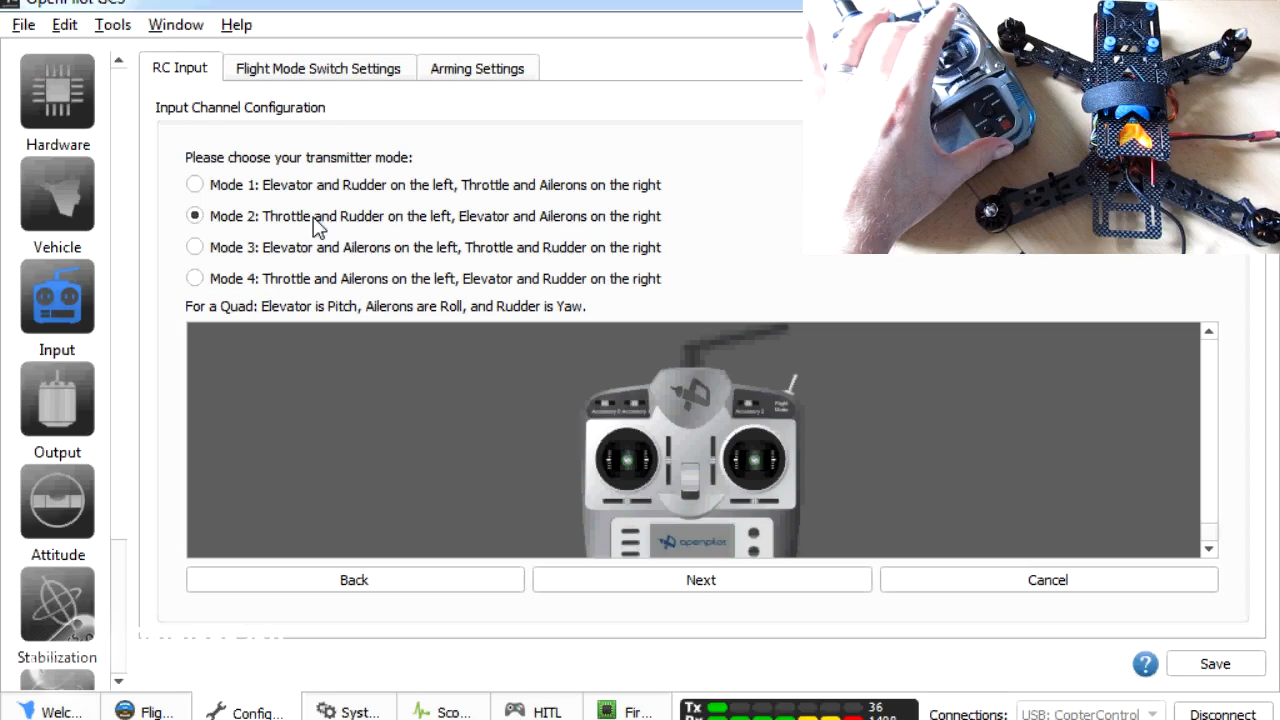 OpenPilot GCS
File Edit Tools Window Help
RC Input Flight Mode Switch Settings Arming Settings
Input Channel Configuration
Hardware
Vehicle
Input
Output
Attitude
Stabilization
Please choose your transmitter mode:
Mode 1: Elevator and Rudder on the left, Throttle and Ailerons on the right
Mode 2: Throttle and Rudder on the left, Elevator and Ailerons on the right
Mode 3: Elevator and Ailerons on the left, Throttle and Rudder on the right
Mode 4: Throttle and Ailerons on the left, Elevator and Rudder on the right
For a Quad: Elevator is Pitch, Ailerons are Roll, and Rudder is Yaw.
Flight
Mode
openpilot
Back Next Cancel
? Save
Welc... Flig... Config... Syst... Sco... HITL Fir...
Tx 36
Rx
Connections: USB: CopterControl Disconnect